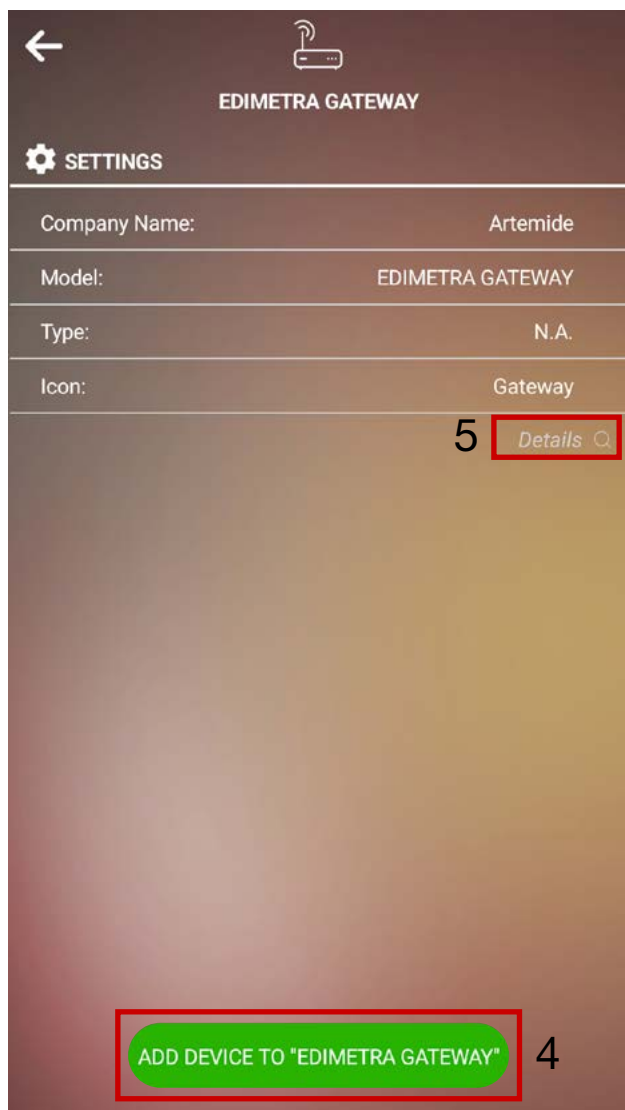 EDIMETRA GATEWAY
SETTINGS
Company Name: Artemide
Model: EDIMETRA GATEWAY
Type: N.A.
Icon: Gateway
5 Details
ADD DEVICE TO "EDIMETRA GATEWAY" 4